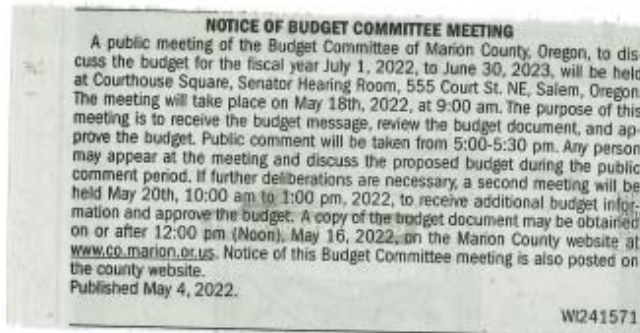 NOTICE OF BUDGET COMMITTEE MEETING
A public meeting of the Budget Committee of Marion County, Oregon, to dis-
cuss the budget for the fiscal year July 1, 2022, to June 30, 2023, will be held
at Courthouse Square, Senator Hearing Room, 555 Court St. NE, Salem, Oregon.
The meeting will take place on May 18th, 2022, at 9:00 am. The purpose of this
meeting is to receive the budget message, review the budget document, and ap-
prove the budget. Public comment will be taken from 5:00-5:30 pm. Any person
may appear at the meeting and discuss the proposed budget during the public
comment period. If further deliberations are necessary, a second meeting will be
held May 20th, 10:00 am to 1:00 pm, 2022, to receive additional budget infor-
mation and approve the budget. A copy of the budget document may be obtained
on or after 12:00 pm (Noon), May 16, 2022, on the Marion County website at
www.co.marion.or.us. Notice of this Budget Committee meeting is also posted on
the county website.
Published May 4, 2022.
WI241571